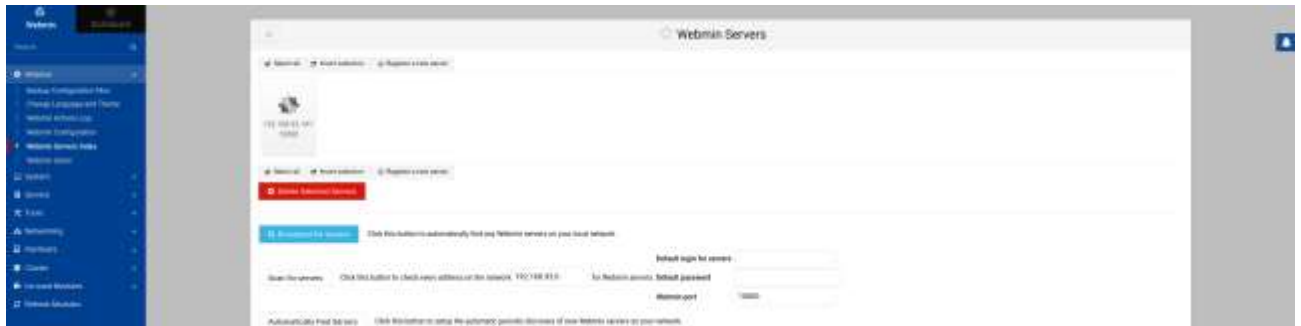 Webmin
Dashboard
Search
Webmin
Backup Configuration Files
Change Language and Theme
Webmin Actions Log
Webmin Configuration
Webmin Servers Index
Webmin Users
System
Servers
Tools
Networking
Hardware
Cluster
Un-used Modules
Refresh Modules
Webmin Servers
Select all
Invert selection
Register a new server
Select all
Invert selection
Register a new server
Delete Selected Servers
Broadcast for servers
Click this button to automatically find any Webmin servers on your local network.
Default login for servers
Scan for servers
Click this button to check every address on the network
for Webmin servers.
Default password
Webmin port
10000
Automatically Find Servers
Click this button to setup the automatic periodic discovery of new Webmin servers on your network.